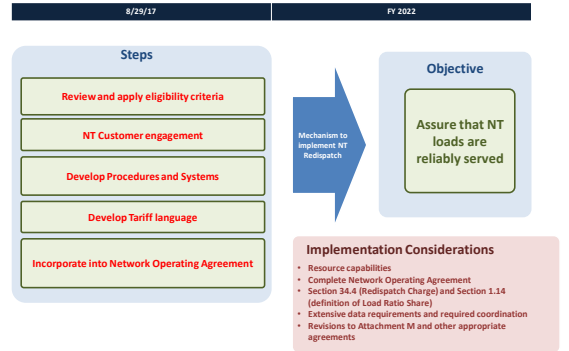 8/29/17
FY 2022
Steps
Review and apply eligibility criteria
NT Customer engagement
Develop Procedures and Systems
Develop Tariff language
Incorporate into Network Operating Agreement
Mechanism to
implement NT
Redispatch
Objective
Assure that NT
loads are
reliably served
Implementation Considerations
• Resource capabilities
• Complete Network Operating Agreement
• Section 34.4 (Redispatch Charge) and Section 1.14
(definition of Load Ratio Share)
• Extensive data requirements and required coordination
• Revisions to Attachment M and other appropriate
agreements